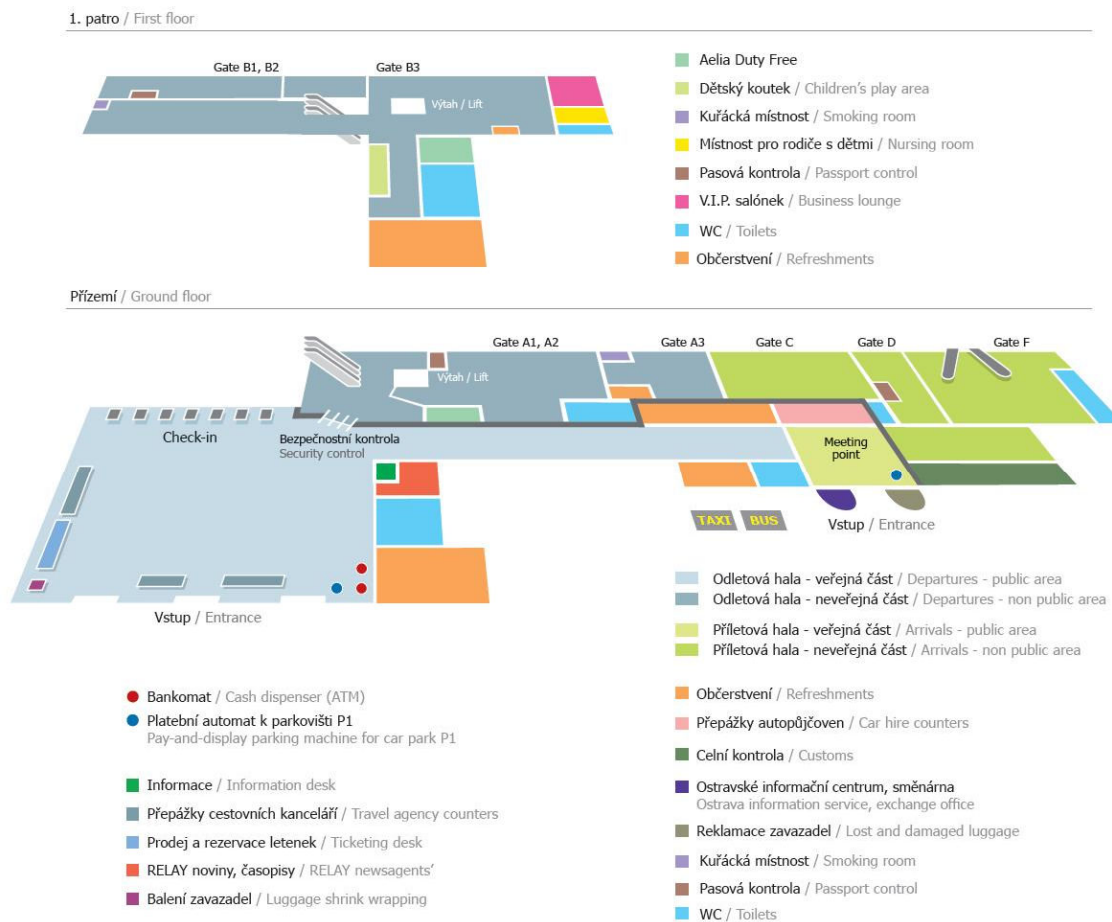 1. patro / First floor
Gate B1, B2
Gate B3
Výtah / Lift
Aelia Duty Free
Dětský koutek / Children's play area
Kuřácká místnost / Smoking room
Místnost pro rodiče s dětmi / Nursing room
Pasová kontrola / Passport control
V.I.P. salónek / Business lounge
WC / Toilets
Občerstvení / Refreshments
Přízemí / Ground floor
Gate A1, A2
Gate A3
Gate C
Gate D
Gate F
Výtah / Lift
Check-in
Bezpečnostní kontrola
Security control
Meeting
point
TAXI
BUS
Vstup / Entrance
Vstup / Entrance
Odletová hala - veřejná část / Departures - public area
Odletová hala - neveřejná část / Departures - non public area
Příletová hala - veřejná část / Arrivals - public area
Příletová hala - neveřejná část / Arrivals - non public area
Bankomat / Cash dispenser (ATM)
Platební automat k parkovišti P1
Pay-and-display parking machine for car park P1
Informace / Information desk
Přepážky cestovních kanceláří / Travel agency counters
Prodej a rezervace letenek / Ticketing desk
RELAY noviny, časopisy / RELAY newsagents'
Balení zavazadel / Luggage shrink wrapping
Občerstvení / Refreshments
Přepážky autopůjčoven / Car hire counters
Celní kontrola / Customs
Ostravské informační centrum, směnárna
Ostrava information service, exchange office
Reklamace zavazadel / Lost and damaged luggage
Kuřácká místnost / Smoking room
Pasová kontrola / Passport control
WC / Toilets